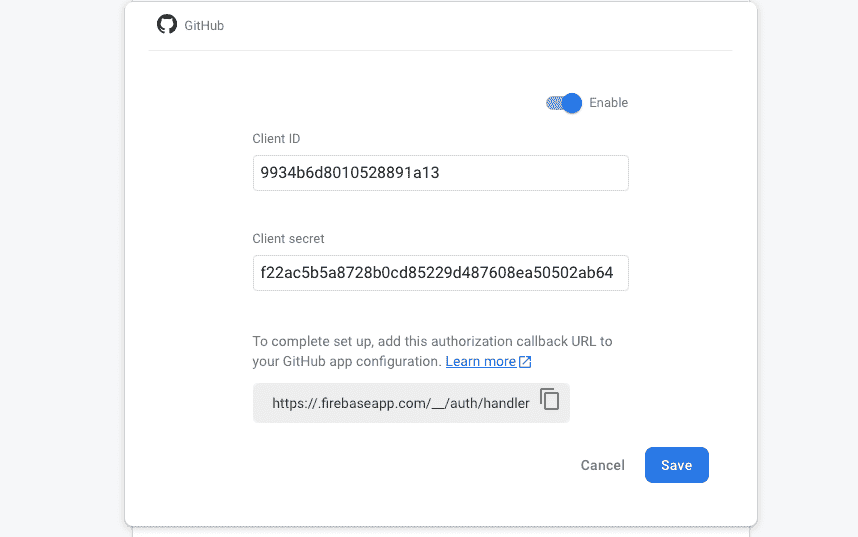 GitHub
Enable
Client ID
9934b6d8010528891a13
Client secret
f22ac5b5a8728b0cd85229d487608ea50502ab64
To complete set up, add this authorization callback URL to
your GitHub app configuration. Learn more
https://.firebaseapp.com/__/auth/handler
Cancel Save